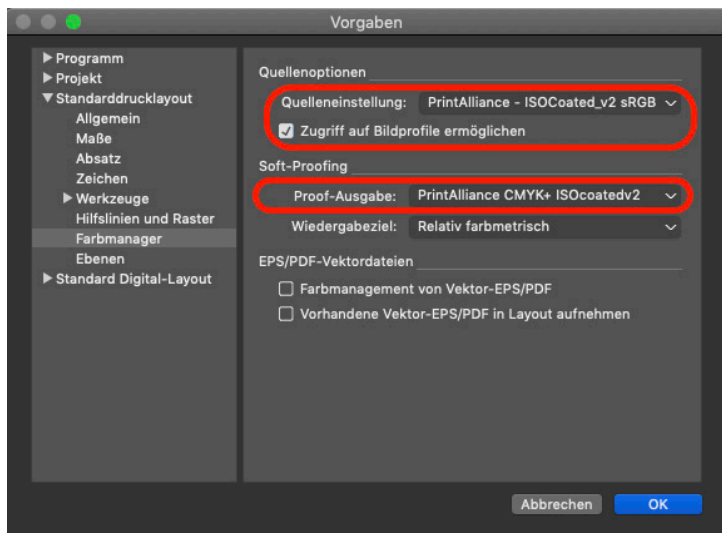 Vorgaben
Programm
Projekt
Standarddrucklayout
Allgemein
Maße
Absatz
Zeichen
Werkzeuge
Hilfslinien und Raster
Farbmanager
Ebenen
Standard Digital-Layout
Quellenoptionen
Quelleneinstellung: PrintAlliance - ISOCoated_v2 sRGB
Zugriff auf Bildprofile ermöglichen
Soft-Proofing
Proof-Ausgabe: PrintAlliance CMYK+ ISOcoatedv2
Wiedergabeziel: Relativ farbmetrisch
EPS/PDF-Vektordateien
Farbmanagement von Vektor-EPS/PDF
Vorhandene Vektor-EPS/PDF in Layout aufnehmen
Abbrechen OK